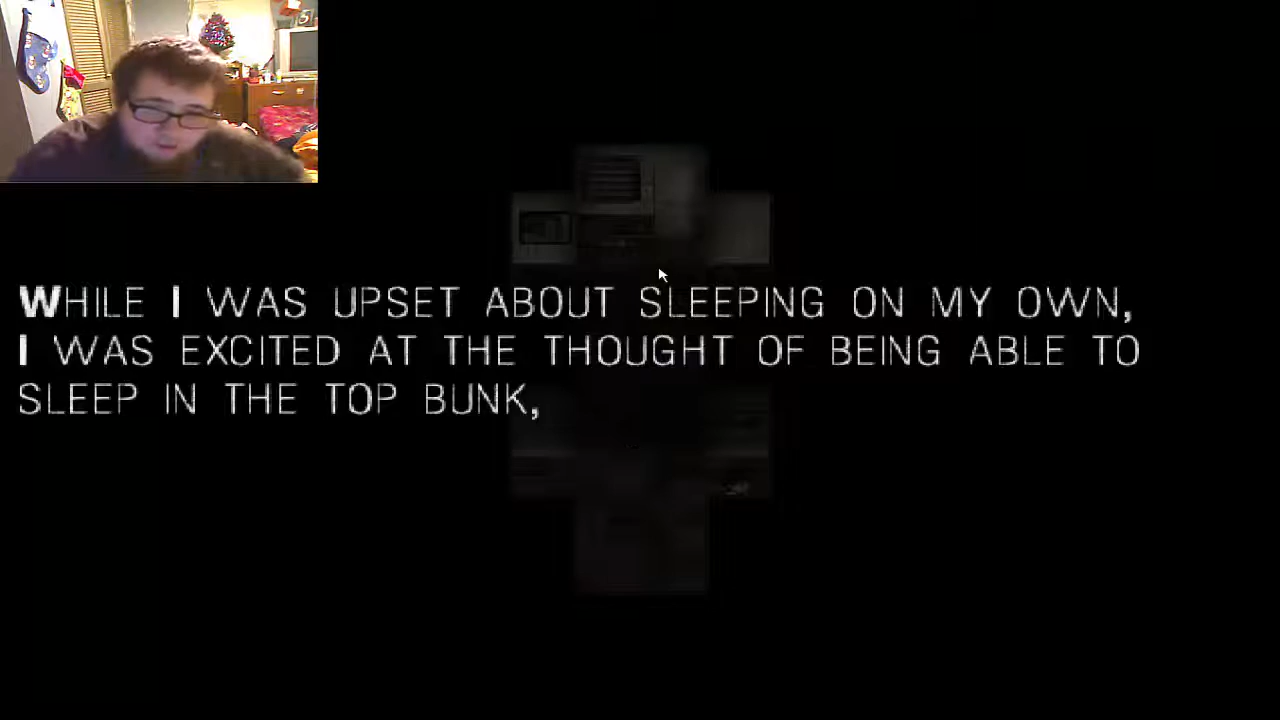 WHILE I WAS UPSET ABOUT SLEEPING ON MY OWN,
I WAS EXCITED AT THE THOUGHT OF BEING ABLE TO
SLEEP IN THE TOP BUNK,